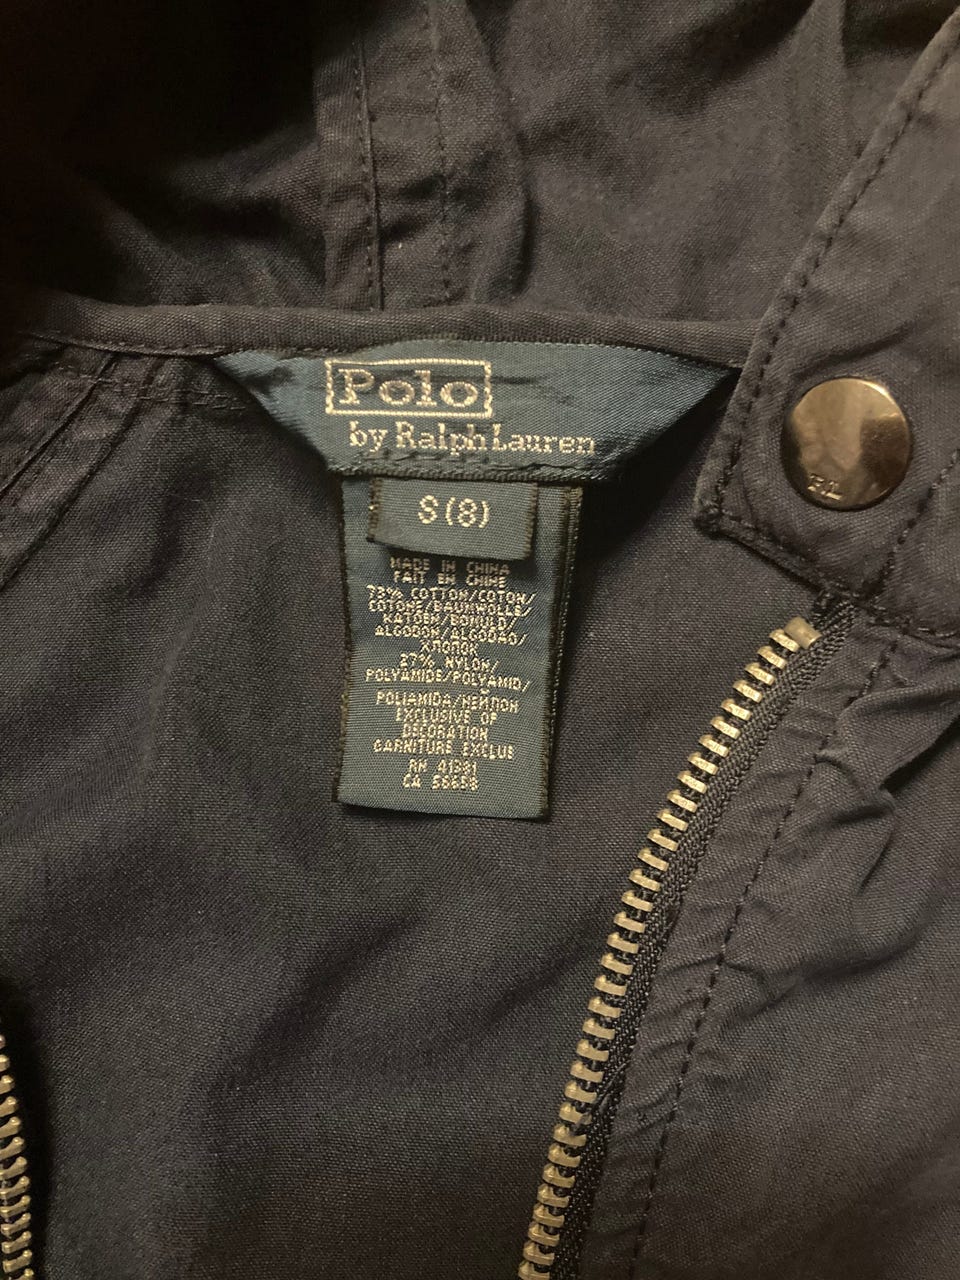 Polo
by Ralph Lauren
S (8)
MADE IN CHINA
FAIT EN CHINE
73% COTTON/COTON/
COTONE/BAUMWOLLE/
KATOEN/BOMULD/
ALGODON/ALGODAO/
ХЛОПОК
27% NYLON/
POLYAMIDE/POLYAMID/
POLIAMIDA/НЕЙЛОН
EXCLUSIVE OF
DECORATION
GARNITURE EXCLUE
RN 41381
CA 56658
RL